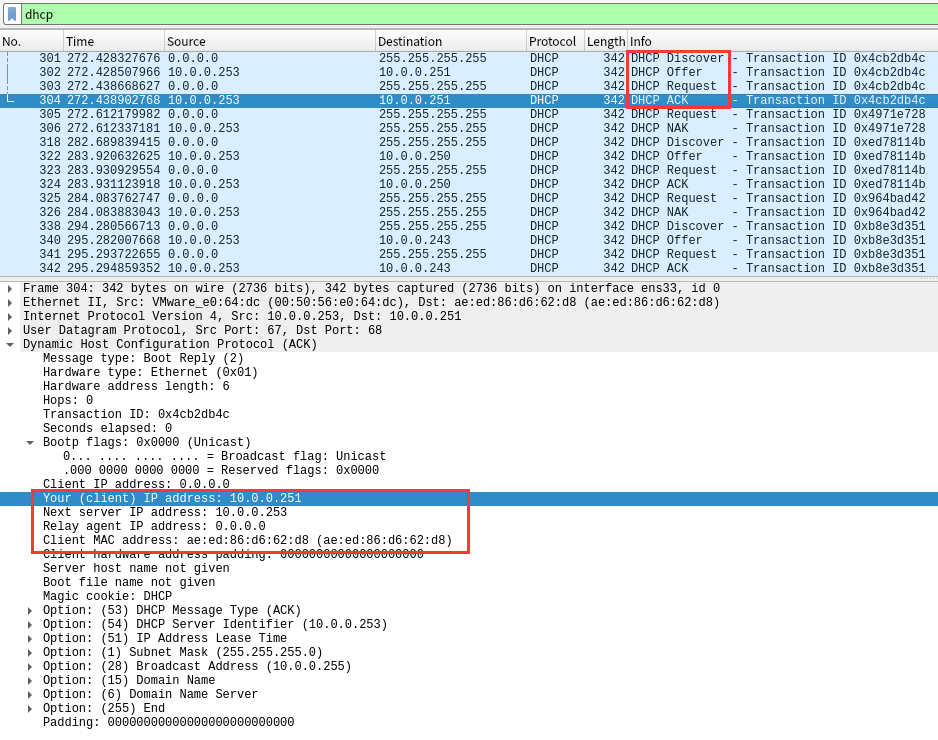 dhcp
No. Time Source Destination Protocol Length Info
301 272.428327676 0.0.0.0 255.255.255.255 DHCP 342 DHCP Discover - Transaction ID 0x4cb2db4c
302 272.428507966 10.0.0.253 10.0.0.251 DHCP 342 DHCP Offer - Transaction ID 0x4cb2db4c
303 272.438668627 0.0.0.0 255.255.255.255 DHCP 342 DHCP Request - Transaction ID 0x4cb2db4c
304 272.438902768 10.0.0.253 10.0.0.251 DHCP 342 DHCP ACK - Transaction ID 0x4cb2db4c
305 272.612179982 0.0.0.0 255.255.255.255 DHCP 342 DHCP Request - Transaction ID 0x4971e728
306 272.612337181 10.0.0.253 255.255.255.255 DHCP 342 DHCP NAK - Transaction ID 0x4971e728
318 282.689839415 0.0.0.0 255.255.255.255 DHCP 342 DHCP Discover - Transaction ID 0xed78114b
322 283.920632625 10.0.0.253 10.0.0.250 DHCP 342 DHCP Offer - Transaction ID 0xed78114b
323 283.930929554 0.0.0.0 255.255.255.255 DHCP 342 DHCP Request - Transaction ID 0xed78114b
324 283.931123918 10.0.0.253 10.0.0.250 DHCP 342 DHCP ACK - Transaction ID 0xed78114b
325 284.083762747 0.0.0.0 255.255.255.255 DHCP 342 DHCP Request - Transaction ID 0x964bad42
326 284.083883043 10.0.0.253 255.255.255.255 DHCP 342 DHCP NAK - Transaction ID 0x964bad42
338 294.280566713 0.0.0.0 255.255.255.255 DHCP 342 DHCP Discover - Transaction ID 0xb8e3d351
340 295.282007668 10.0.0.253 10.0.0.243 DHCP 342 DHCP Offer - Transaction ID 0xb8e3d351
341 295.293722655 0.0.0.0 255.255.255.255 DHCP 342 DHCP Request - Transaction ID 0xb8e3d351
342 295.294859352 10.0.0.253 10.0.0.243 DHCP 342 DHCP ACK - Transaction ID 0xb8e3d351
Frame 304: 342 bytes on wire (2736 bits), 342 bytes captured (2736 bits) on interface ens33, id 0
Ethernet II, Src: VMware_e0:64:dc (00:50:56:e0:64:dc), Dst: ae:ed:86:d6:62:d8 (ae:ed:86:d6:62:d8)
Internet Protocol Version 4, Src: 10.0.0.253, Dst: 10.0.0.251
User Datagram Protocol, Src Port: 67, Dst Port: 68
Dynamic Host Configuration Protocol (ACK)
Message type: Boot Reply (2)
Hardware type: Ethernet (0x01)
Hardware address length: 6
Hops: 0
Transaction ID: 0x4cb2db4c
Seconds elapsed: 0
Bootp flags: 0x0000 (Unicast)
0... .... .... .... = Broadcast flag: Unicast
.000 0000 0000 0000 = Reserved flags: 0x0000
Client IP address: 0.0.0.0
Your (client) IP address: 10.0.0.251
Next server IP address: 10.0.0.253
Relay agent IP address: 0.0.0.0
Client MAC address: ae:ed:86:d6:62:d8 (ae:ed:86:d6:62:d8)
Client hardware address padding: 00000000000000000000
Server host name not given
Boot file name not given
Magic cookie: DHCP
Option: (53) DHCP Message Type (ACK)
Option: (54) DHCP Server Identifier (10.0.0.253)
Option: (51) IP Address Lease Time
Option: (1) Subnet Mask (255.255.255.0)
Option: (28) Broadcast Address (10.0.0.255)
Option: (15) Domain Name
Option: (6) Domain Name Server
Option: (255) End
Padding: 00000000000000000000000000